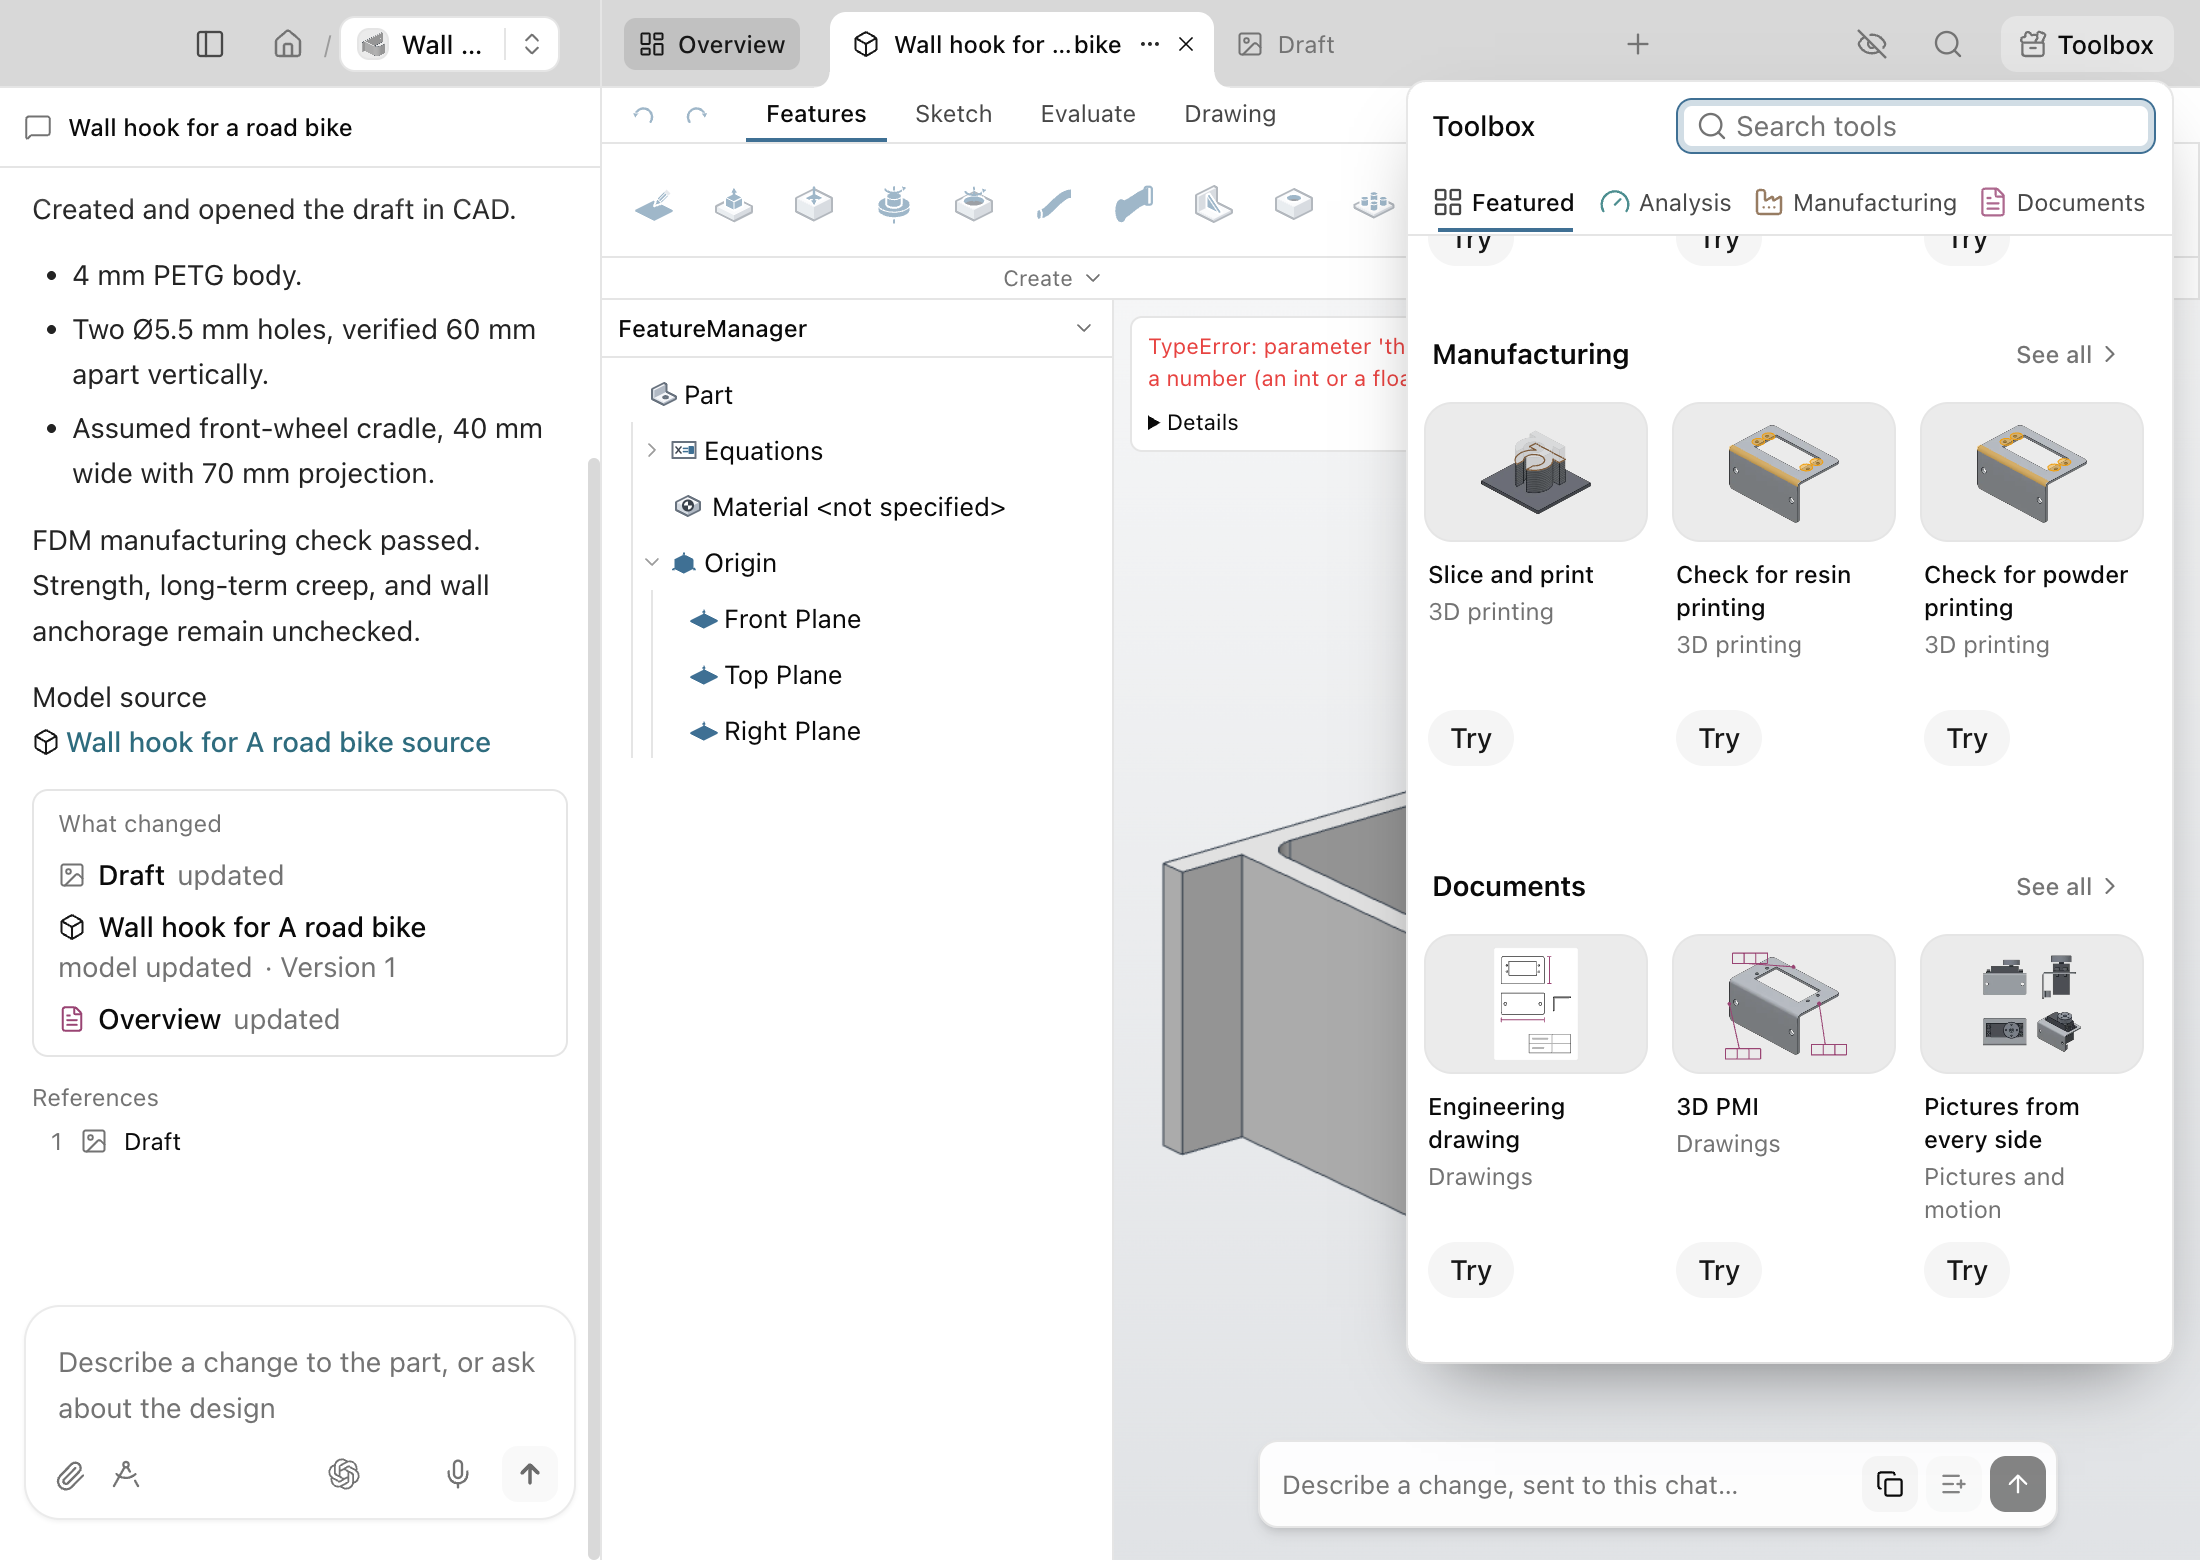 Wall ...
Overview
Wall hook for ...bike
Draft
Toolbox
Wall hook for a road bike
Created and opened the draft in CAD.
4 mm PETG body.
Two Ø5.5 mm holes, verified 60 mm
apart vertically.
Assumed front-wheel cradle, 40 mm
wide with 70 mm projection.
FDM manufacturing check passed.
Strength, long-term creep, and wall
anchorage remain unchecked.
Model source
Wall hook for A road bike source
What changed
Draft updated
Wall hook for A road bike
model updated · Version 1
Overview updated
References
1 Draft
Describe a change to the part, or ask
about the design
Features
Sketch
Evaluate
Drawing
Create
FeatureManager
Part
Equations
Material <not specified>
Origin
Front Plane
Top Plane
Right Plane
TypeError: parameter 'th
a number (an int or a floa
Details
Toolbox
Search tools
Featured
Analysis
Manufacturing
Documents
Try
Try
Try
Manufacturing
See all
Slice and print
3D printing
Try
Check for resin
printing
3D printing
Try
Check for powder
printing
3D printing
Try
Documents
See all
Engineering
drawing
Drawings
Try
3D PMI
Drawings
Try
Pictures from
every side
Pictures and
motion
Try
Describe a change, sent to this chat...